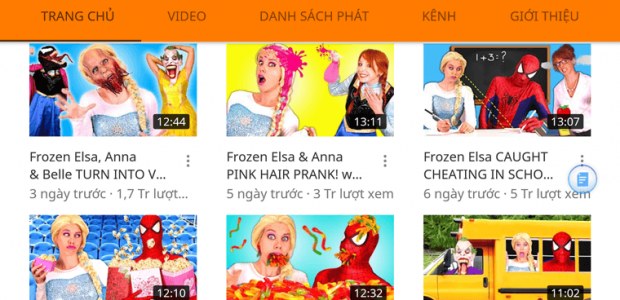 TRANG CHỦ VIDEO DANH SÁCH PHÁT KÊNH GIỚI THIỆU
1+3=?
12:44 13:11 13:07
Frozen Elsa, Anna
& Belle TURN INTO V...
3 ngày trước · 1,7 Tr lượt...
Frozen Elsa & Anna
PINK HAIR PRANK! w...
5 ngày trước · 3 Tr lượt xem
Frozen Elsa CAUGHT
CHEATING IN SCHO...
6 ngày trước · 5 Tr lượt xem
12:10 12:32 11:02